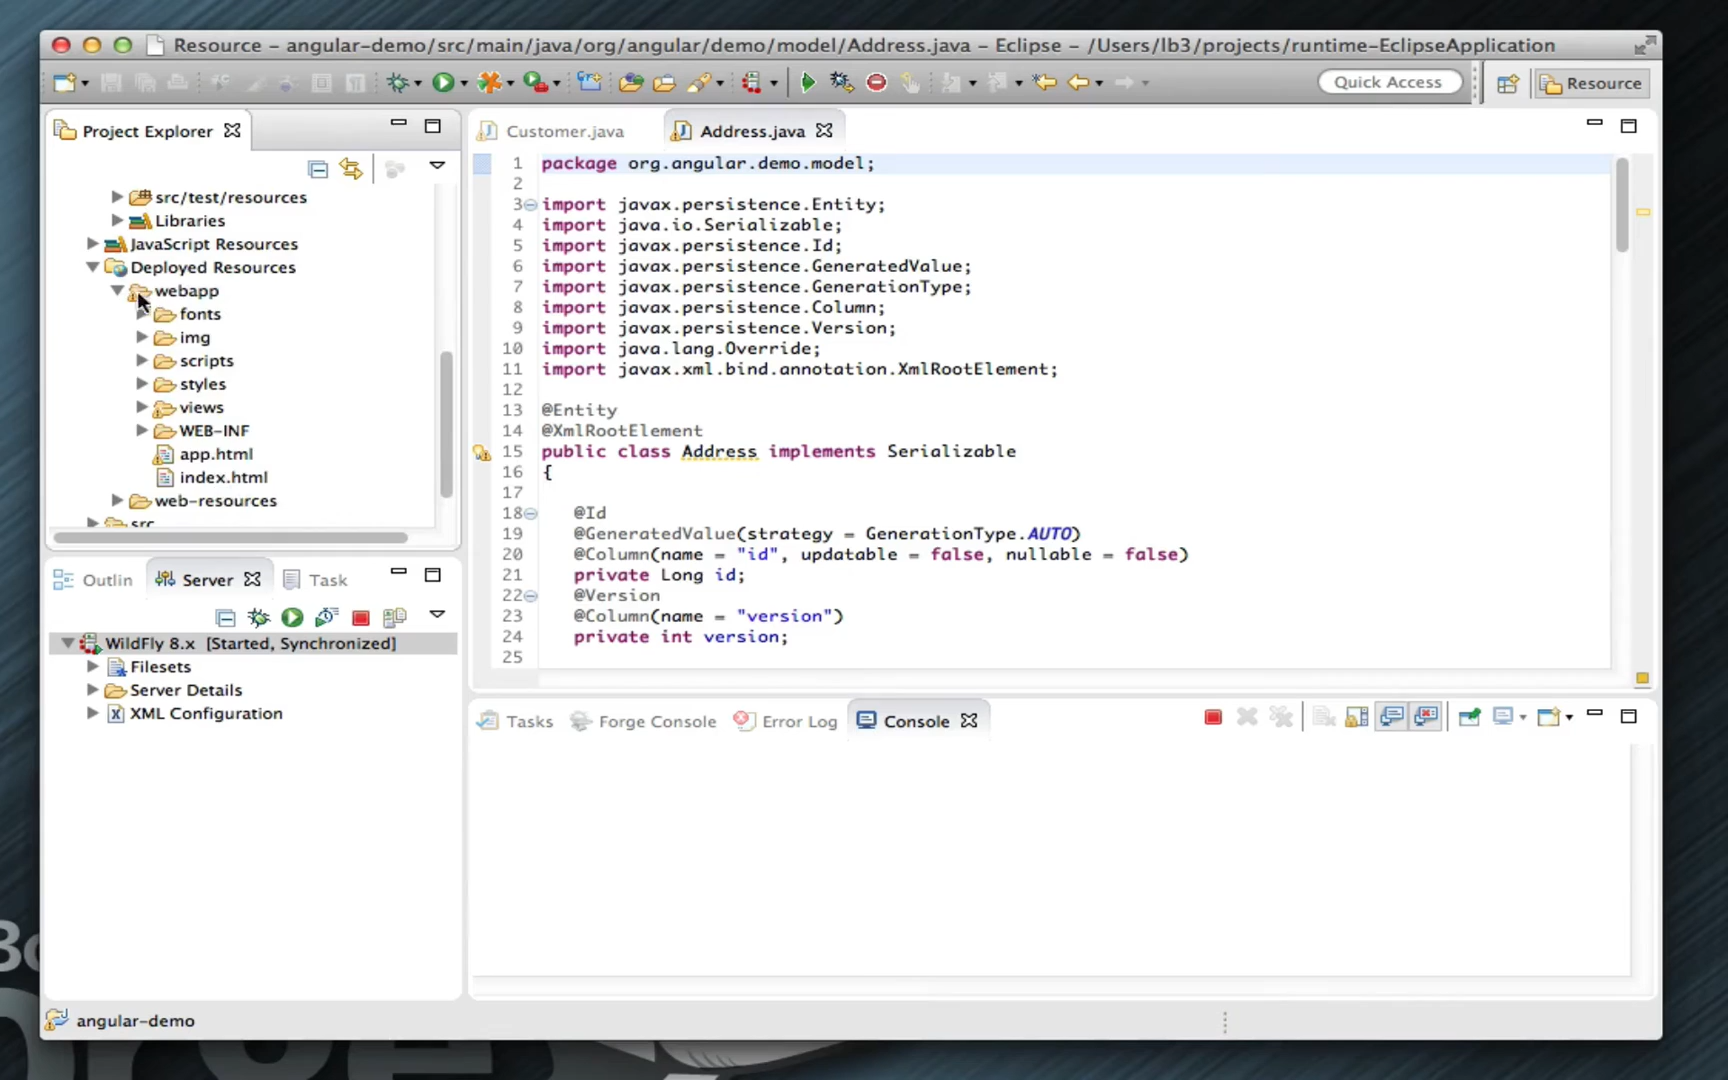 Resource – angular-demo/src/main/java/org/angular/demo/model/Address.java – Eclipse – /Users/lb3/projects/runtime-EclipseApplication
Quick Access
Resource
Project Explorer
src/test/resources
Libraries
JavaScript Resources
Deployed Resources
webapp
fonts
img
scripts
styles
views
WEB-INF
app.html
index.html
web-resources
src
Customer.java
Address.java
1 package org.angular.demo.model;
2
3 import javax.persistence.Entity;
4 import java.io.Serializable;
5 import javax.persistence.Id;
6 import javax.persistence.GeneratedValue;
7 import javax.persistence.GenerationType;
8 import javax.persistence.Column;
9 import javax.persistence.Version;
10 import java.lang.Override;
11 import javax.xml.bind.annotation.XmlRootElement;
12
13 @Entity
14 @XmlRootElement
15 public class Address implements Serializable
16 {
17
18 @Id
19 @GeneratedValue(strategy = GenerationType.AUTO)
20 @Column(name = "id", updatable = false, nullable = false)
21 private Long id;
22 @Version
23 @Column(name = "version")
24 private int version;
25
Outlin
Server
Task
WildFly 8.x [Started, Synchronized]
Filesets
Server Details
XML Configuration
Tasks
Forge Console
Error Log
Console
angular-demo